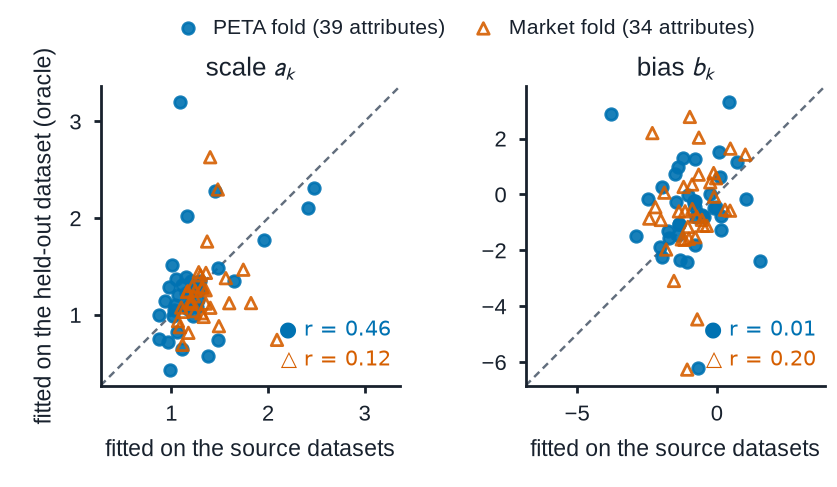 PETA fold (39 attributes) Market fold (34 attributes)
scale a_k
bias b_k
fitted on the held-out dataset (oracle)
3
2
1
1 2 3
r = 0.46
r = 0.12
fitted on the source datasets
2
0
−2
−4
−6
−5 0
r = 0.01
r = 0.20
fitted on the source datasets